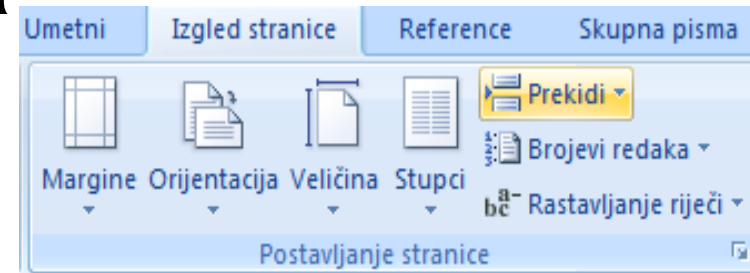 Umetni Izgled stranice Reference Skupna pisma
Prekidi
Brojevi redaka
Margine Orijentacija Veličina Stupci
Rastavljanje riječi
Postavljanje stranice